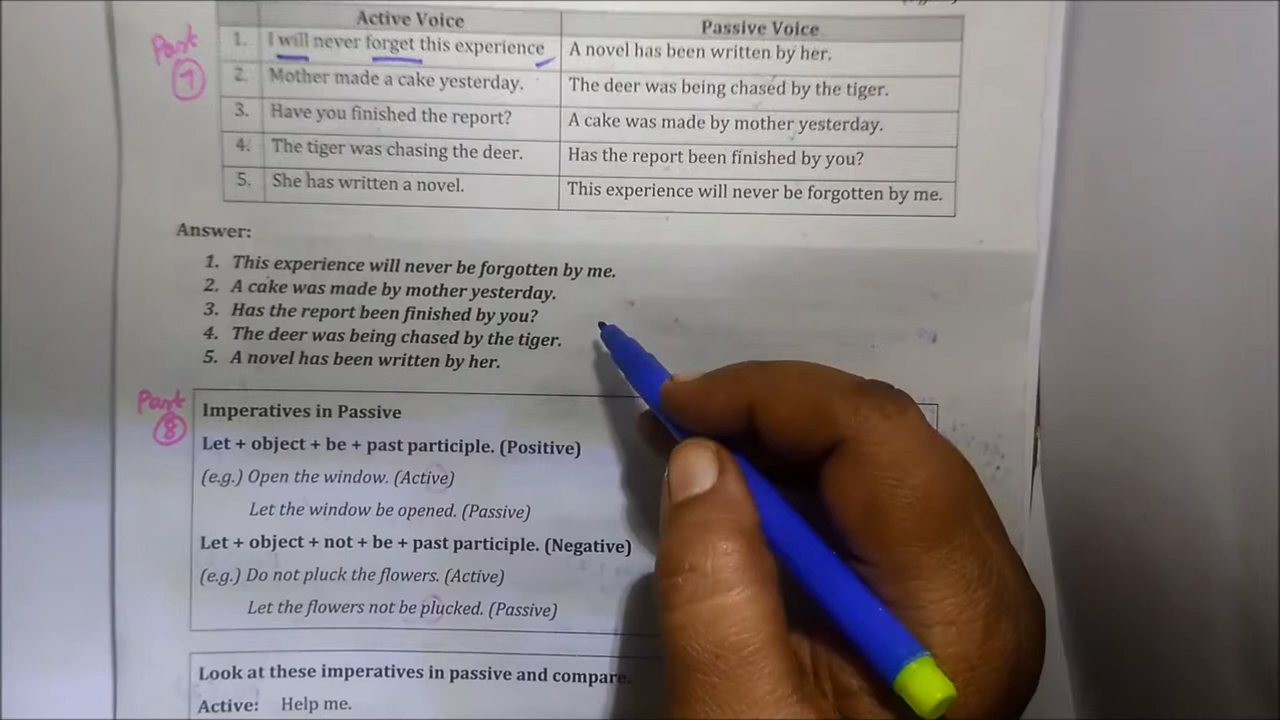 Active Voice Passive Voice
Part 7
1. I will never forget this experience A novel has been written by her.
2. Mother made a cake yesterday. The deer was being chased by the tiger.
3. Have you finished the report? A cake was made by mother yesterday.
4. The tiger was chasing the deer. Has the report been finished by you?
5. She has written a novel. This experience will never be forgotten by me.
Answer:
1. This experience will never be forgotten by me.
2. A cake was made by mother yesterday.
3. Has the report been finished by you?
4. The deer was being chased by the tiger.
5. A novel has been written by her.
Part 8
Imperatives in Passive
Let + object + be + past participle. (Positive)
(e.g.) Open the window. (Active)
Let the window be opened. (Passive)
Let + object + not + be + past participle. (Negative)
(e.g.) Do not pluck the flowers. (Active)
Let the flowers not be plucked. (Passive)
Look at these imperatives in passive and compare.
Active: Help me.